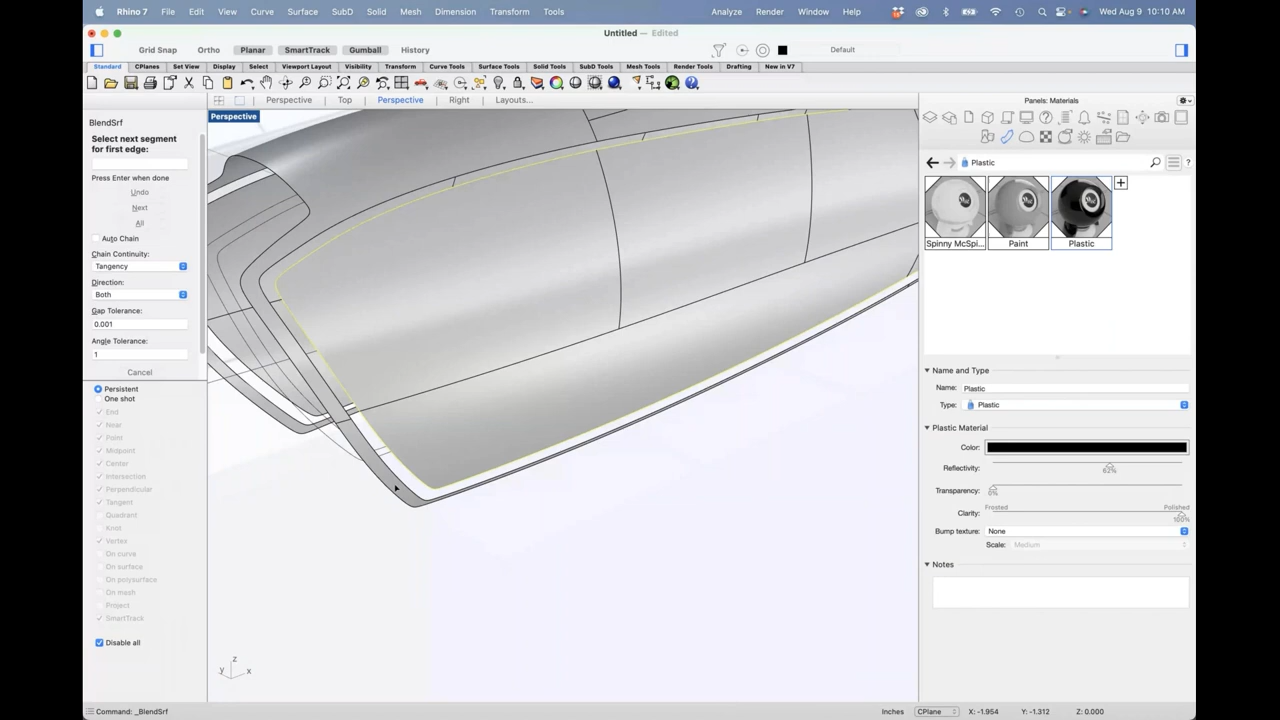 Rhino 7 File Edit View Curve Surface SubD Solid Mesh Dimension Transform Tools Analyze Render Window Help Wed Aug 9 10:10 AM
Untitled — Edited
Grid Snap Ortho Planar SmartTrack Gumball History Default
Standard CPlanes Set View Display Select Viewport Layout Visibility Transform Curve Tools Surface Tools Solid Tools SubD Tools Mesh Tools Render Tools Drafting New in V7
Perspective Top Perspective Right Layouts...
Panels: Materials
Perspective
BlendSrf
Select next segment
for first edge:
Press Enter when done
Undo
Next
All
Auto Chain
Chain Continuity:
Tangency
Direction:
Both
Gap Tolerance:
0.001
Angle Tolerance:
1
Cancel
Persistent
One shot
End
Near
Point
Midpoint
Center
Intersection
Perpendicular
Tangent
Quadrant
Knot
Vertex
On curve
On surface
On polysurface
On mesh
Project
SmartTrack
Disable all
z
y x
Plastic ?
Spinny McSpi... Paint Plastic
Name and Type
Name: Plastic
Type: Plastic
Plastic Material
Color:
Reflectivity:
63%
Transparency:
0%
Frosted Polished
Clarity:
100%
Bump texture: None
Scale: Medium
Notes
Command: _BlendSrf Inches CPlane X: -1.954 Y: -1.312 Z: 0.000